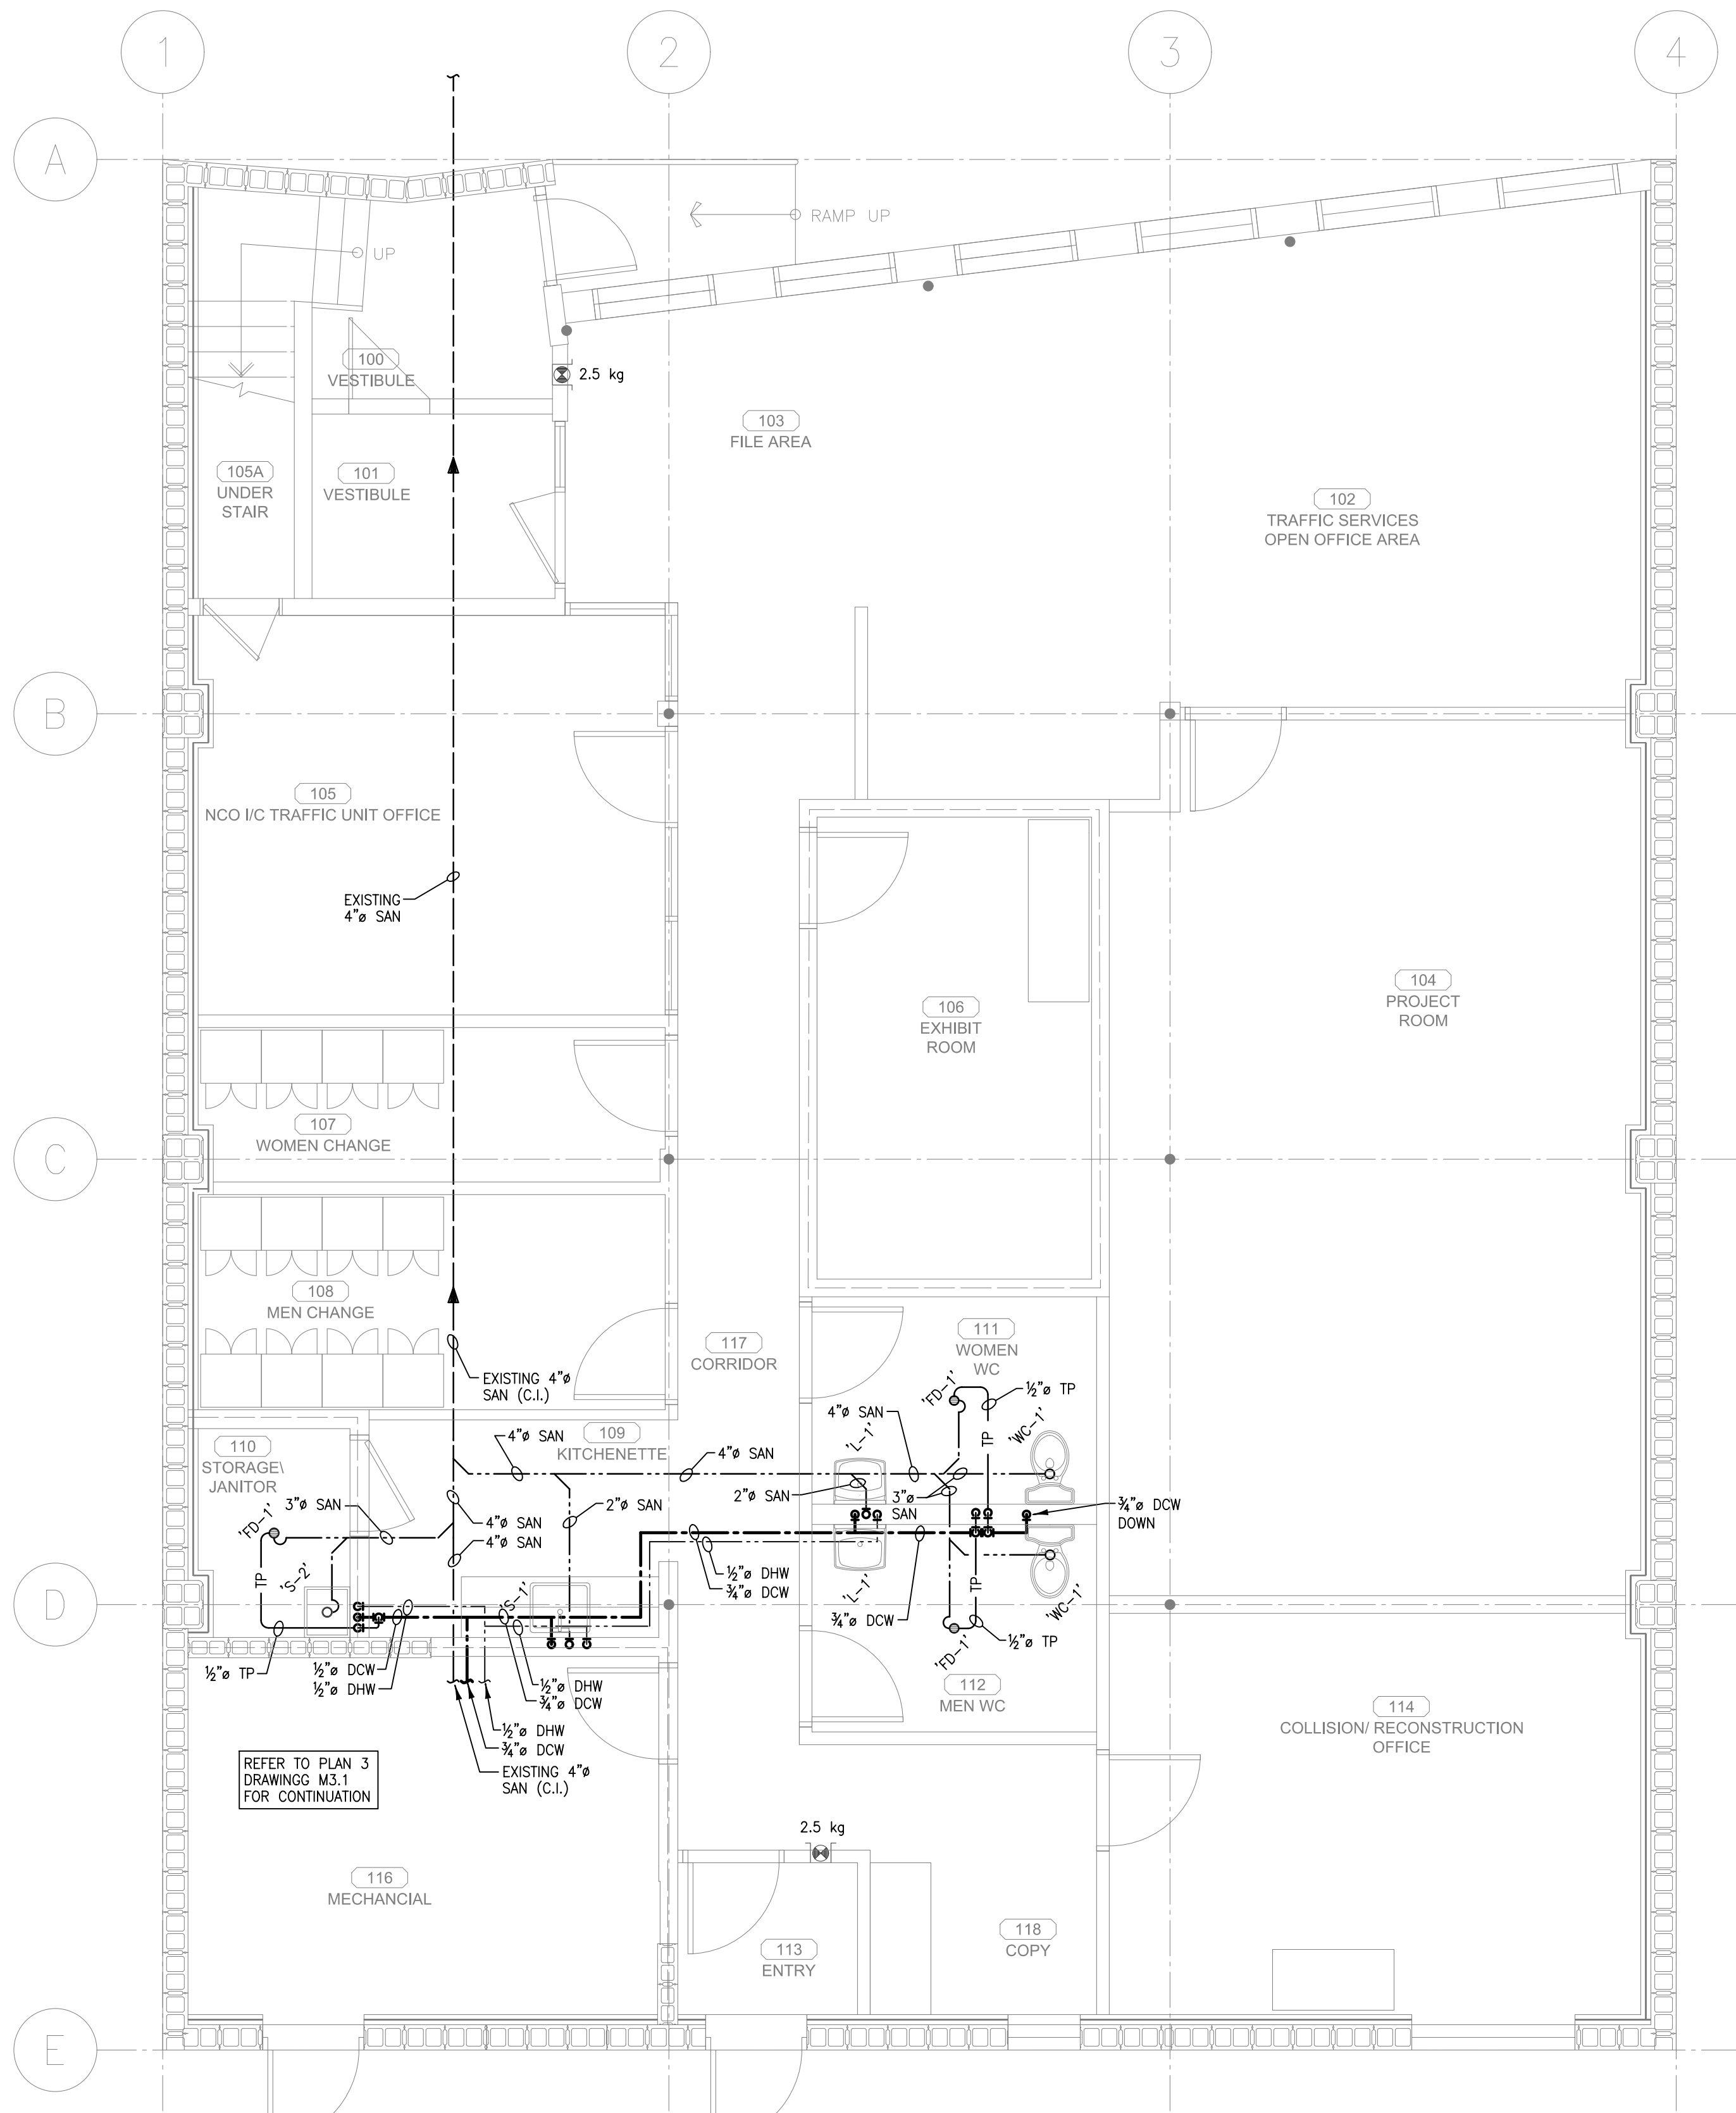 1
2
3
4
A
RAMP UP
UP
100
VESTIBULE
2.5 kg
103
FILE AREA
105A
UNDER
STAIR
101
VESTIBULE
102
TRAFFIC SERVICES
OPEN OFFICE AREA
B
105
NCO I/C TRAFFIC UNIT OFFICE
EXISTING
4"ø SAN
106
EXHIBIT
ROOM
104
PROJECT
ROOM
107
WOMEN CHANGE
C
108
MEN CHANGE
EXISTING 4"ø
SAN (C.I.)
117
CORRIDOR
111
WOMEN
WC
'FD-1'
½"ø TP
4"ø SAN
'L-1'
TP
'WC-1'
109
KITCHENETTE
4"ø SAN
4"ø SAN
110
STORAGE\
JANITOR
3"ø SAN
'FD-1'
4"ø SAN
4"ø SAN
2"ø SAN
2"ø SAN
3"ø
SAN
¾"ø DCW
DOWN
D
TP
'S-2'
'S-1'
½"ø DHW
¾"ø DCW
'L-1'
¾"ø DCW
TP
'WC-1'
'FD-1'
½"ø TP
½"ø TP
½"ø DCW
½"ø DHW
½"ø DHW
¾"ø DCW
½"ø DHW
¾"ø DCW
EXISTING 4"ø
SAN (C.I.)
112
MEN WC
114
COLLISION/ RECONSTRUCTION
OFFICE
REFER TO PLAN 3
DRAWINGG M3.1
FOR CONTINUATION
2.5 kg
116
MECHANCIAL
113
ENTRY
118
COPY
E